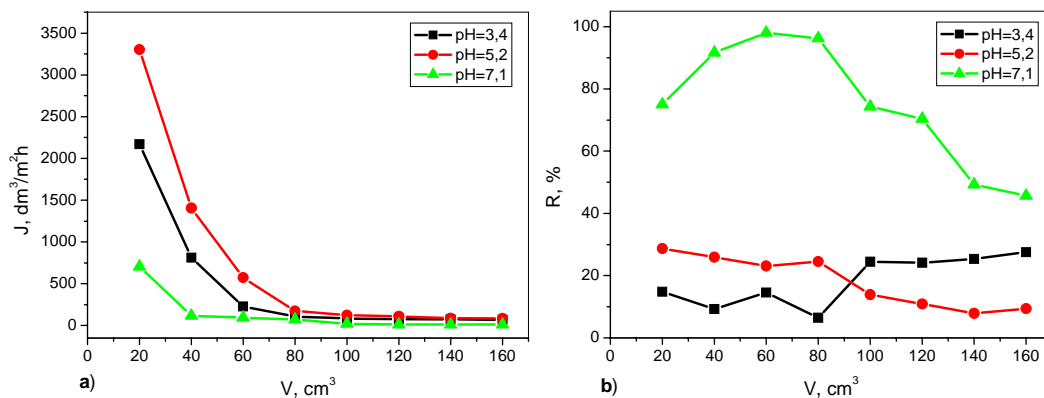 3500
3000
2500
2000
1500
1000
500
0
J, dm³/m²h
0 20 40 60 80 100 120 140 160
V, cm³
pH=3,4
pH=5,2
pH=7,1
a)
100
80
60
40
20
0
R, %
0 20 40 60 80 100 120 140 160
V, cm³
pH=3,4
pH=5,2
pH=7,1
b)